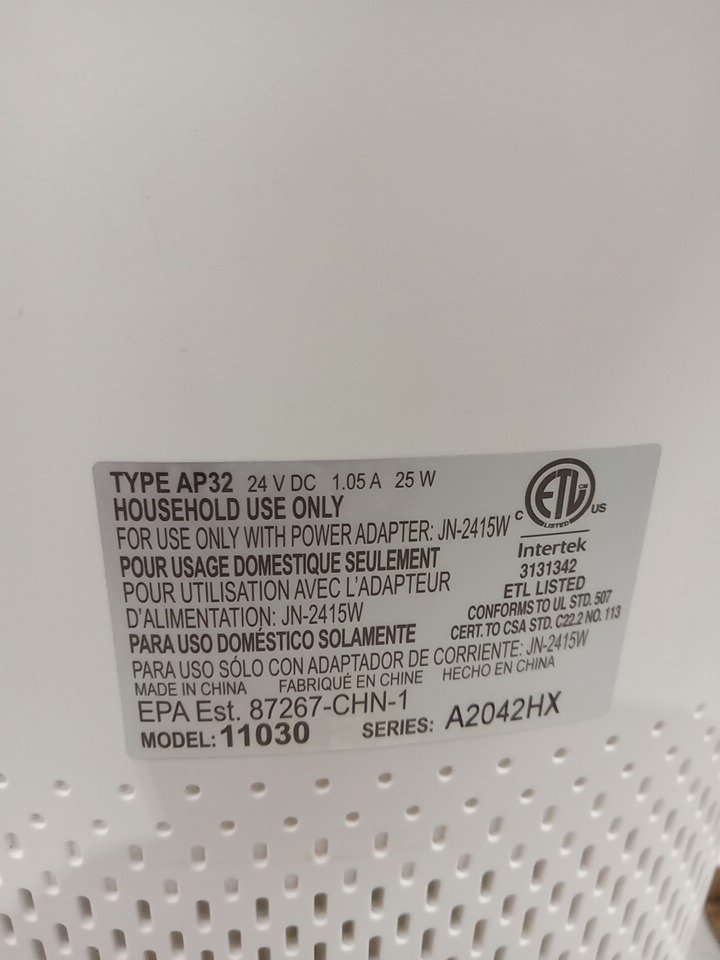 TYPE AP32 24 V DC 1.05 A 25 W
HOUSEHOLD USE ONLY
FOR USE ONLY WITH POWER ADAPTER: JN-2415W
POUR USAGE DOMESTIQUE SEULEMENT
POUR UTILISATION AVEC L'ADAPTEUR
D'ALIMENTATION: JN-2415W
PARA USO DOMÉSTICO SOLAMENTE
PARA USO SÓLO CON ADAPTADOR DE CORRIENTE: JN-2415W
MADE IN CHINA FABRIQUÉ EN CHINE HECHO EN CHINA
EPA Est. 87267-CHN-1
MODEL: 11030 SERIES: A2042HX
C ETL CM LISTED US
Intertek
3131342
ETL LISTED
CONFORMS TO UL STD. 507
CERT. TO CSA STD. C22.2 NO. 113